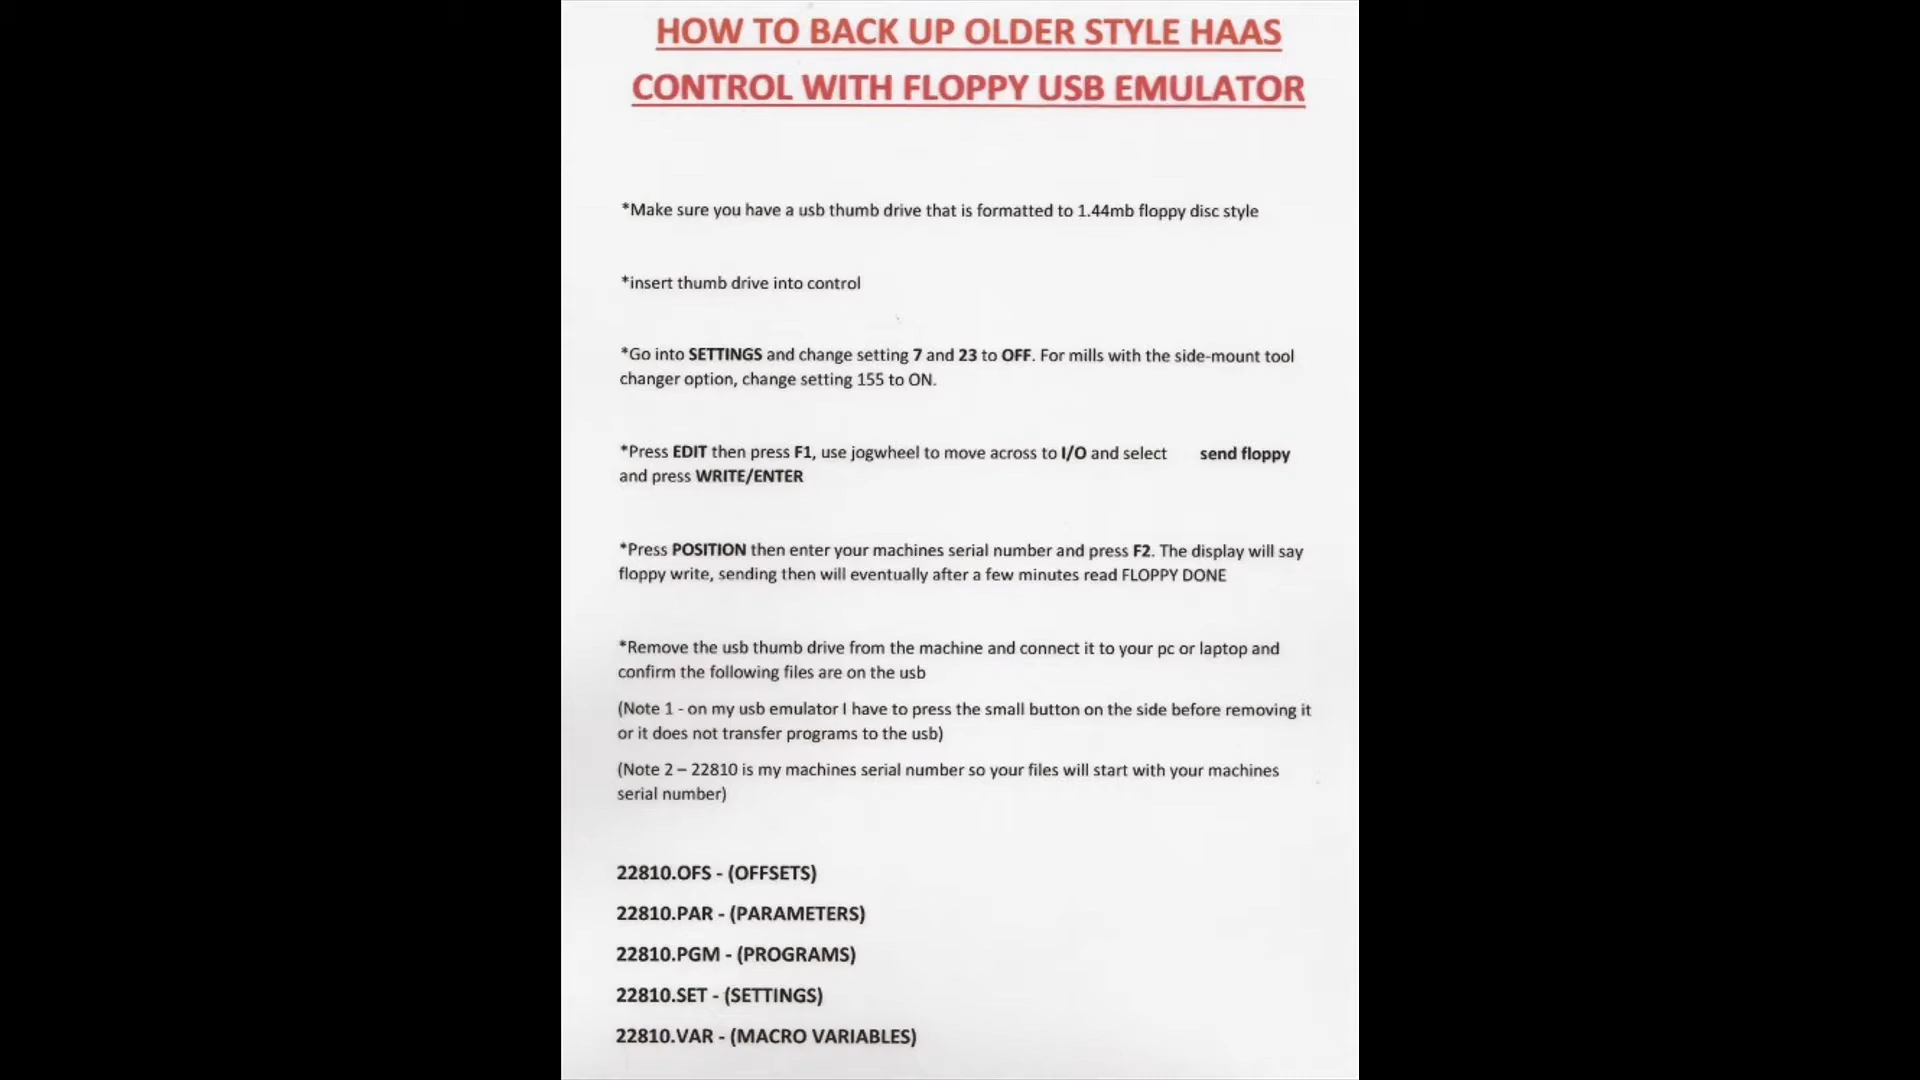 HOW TO BACK UP OLDER STYLE HAAS
CONTROL WITH FLOPPY USB EMULATOR
*Make sure you have a usb thumb drive that is formatted to 1.44mb floppy disc style
*insert thumb drive into control
*Go into SETTINGS and change setting 7 and 23 to OFF. For mills with the side-mount tool
changer option, change setting 155 to ON.
*Press EDIT then press F1, use jogwheel to move across to I/O and select send floppy
and press WRITE/ENTER
*Press POSITION then enter your machines serial number and press F2. The display will say
floppy write, sending then will eventually after a few minutes read FLOPPY DONE
*Remove the usb thumb drive from the machine and connect it to your pc or laptop and
confirm the following files are on the usb
(Note 1 - on my usb emulator I have to press the small button on the side before removing it
or it does not transfer programs to the usb)
(Note 2 – 22810 is my machines serial number so your files will start with your machines
serial number)
22810.OFS - (OFFSETS)
22810.PAR - (PARAMETERS)
22810.PGM - (PROGRAMS)
22810.SET - (SETTINGS)
22810.VAR - (MACRO VARIABLES)